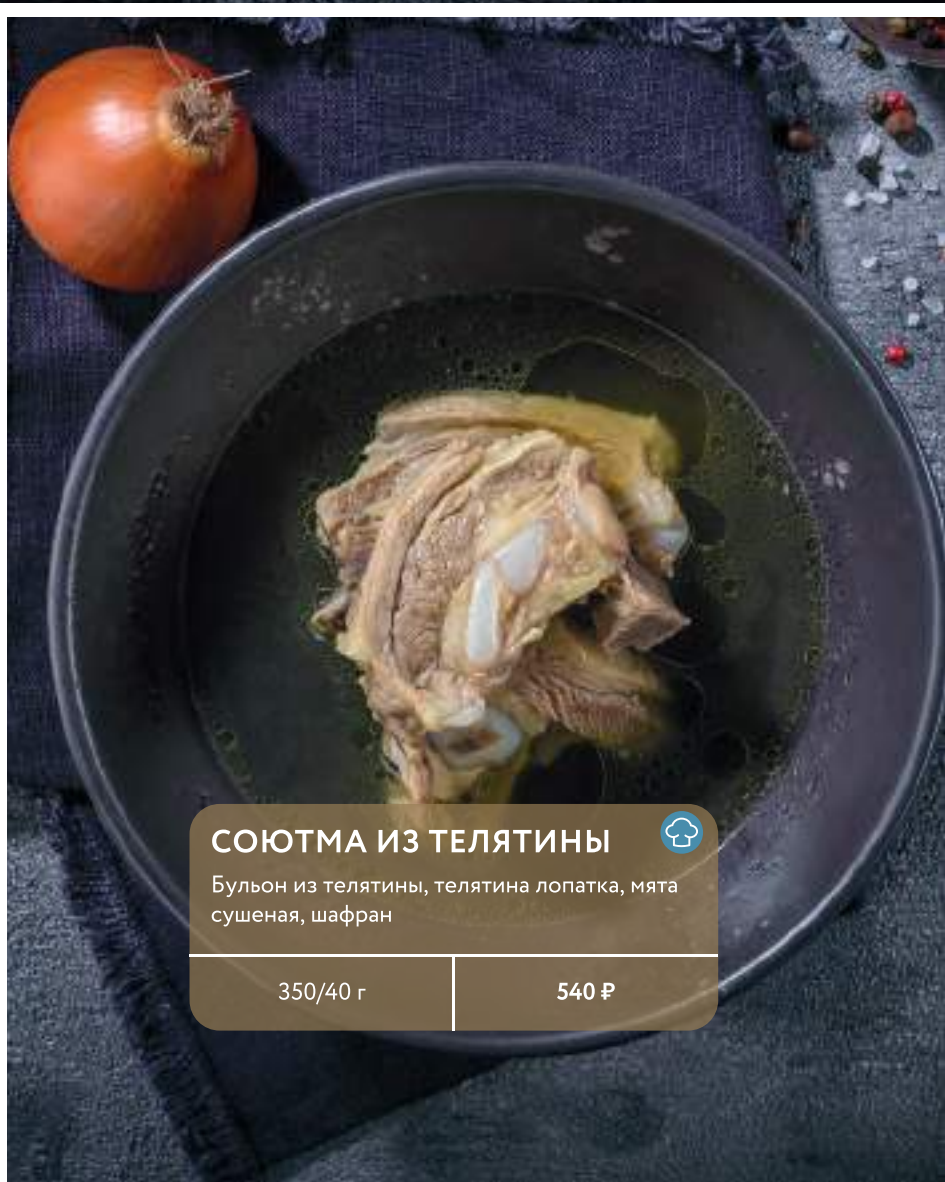 СОЮТМА ИЗ ТЕЛЯТИНЫ
Бульон из телятины, телятина лопатка, мята
сушеная, шафран
350/40 г
540 ₽